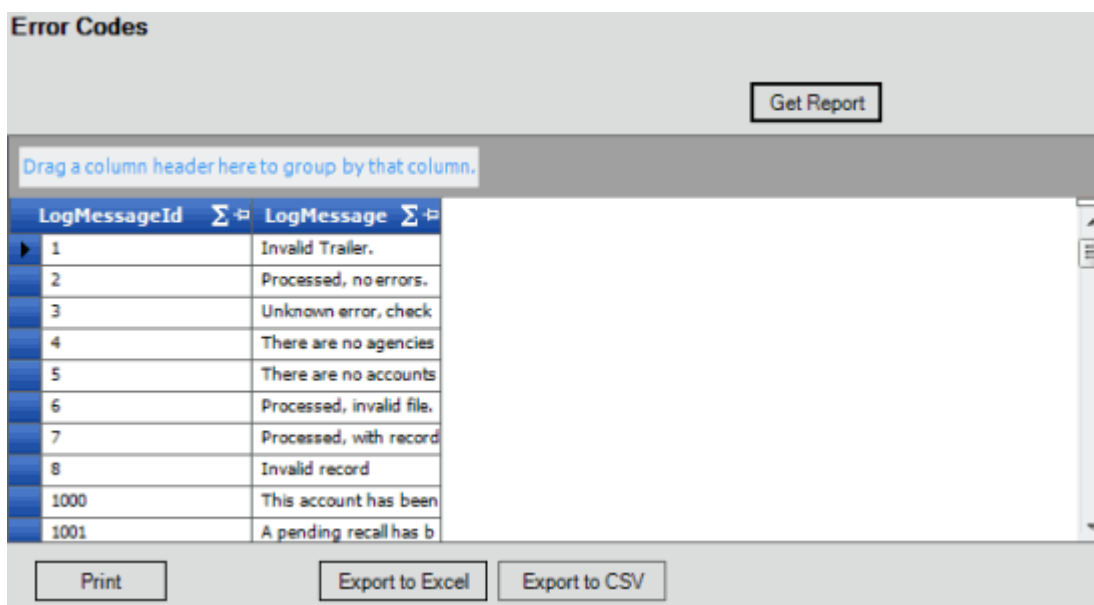 Error Codes
Get Report
Drag a column header here to group by that column.
LogMessageId Σ LogMessage Σ
1 Invalid Trailer.
2 Processed, no errors.
3 Unknown error, check
4 There are no agencies
5 There are no accounts
6 Processed, invalid file.
7 Processed, with record
8 Invalid record
1000 This account has been
1001 A pending recall has b
Print Export to Excel Export to CSV